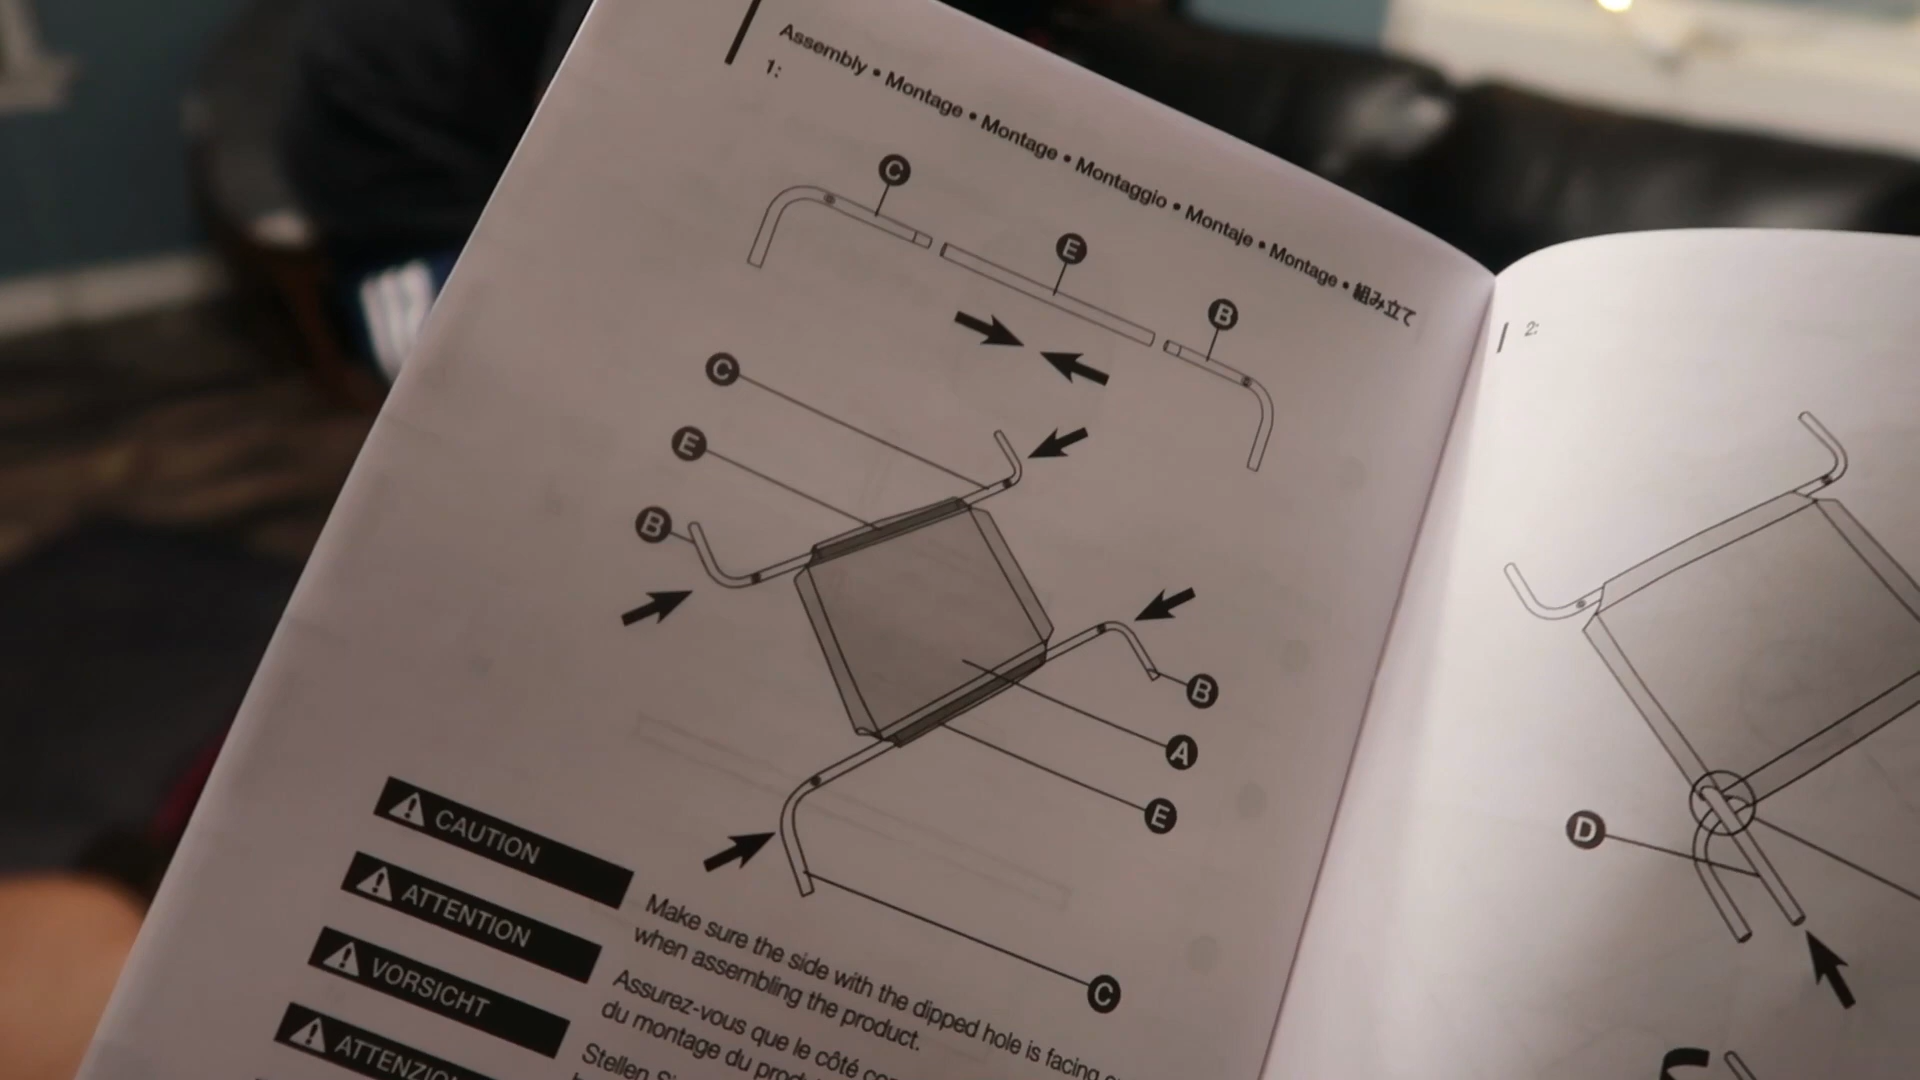 Assembly • Montage • Montage • Montaggio • Montaje • Montage • 組み立て
1:
C
E
B
C
E
B
B
A
E
C
CAUTION
ATTENTION
VORSICHT
Make sure the side with the dipped hole is facing
when assembling the product.
Assurez-vous que le côté
du montage du
Stellen
2:
D